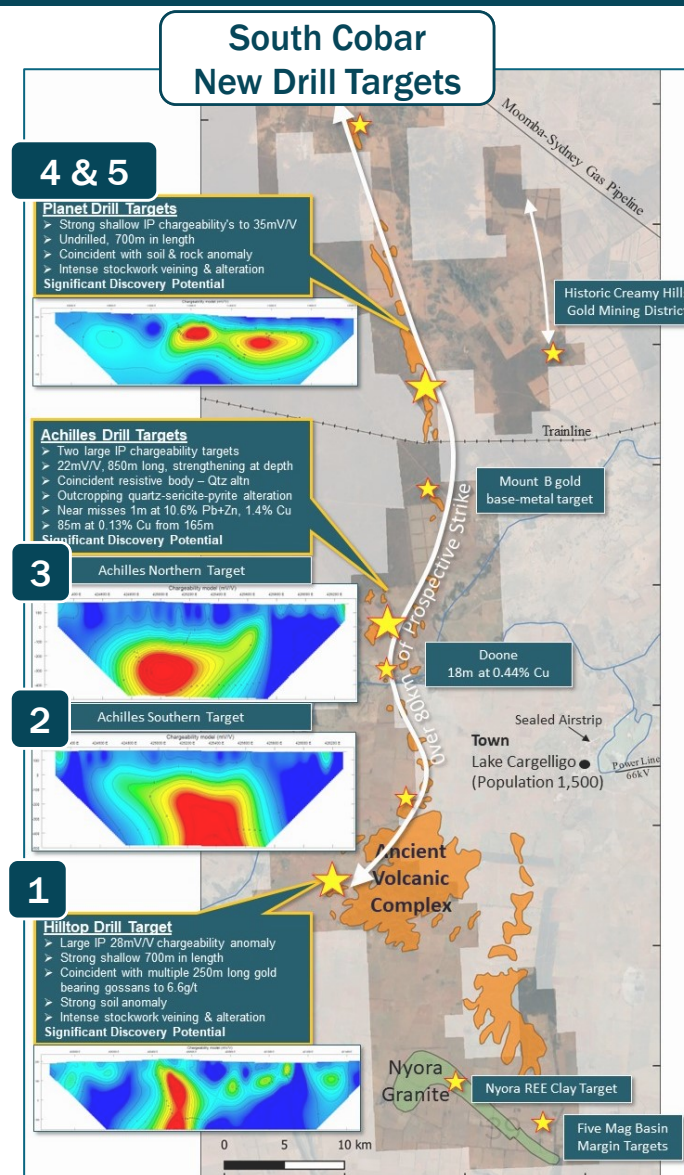 South Cobar
New Drill Targets
Moomba-Sydney Gas Pipeline
4 & 5
Planet Drill Targets
➢ Strong shallow IP chargeability's to 35mV/V
➢ Undrilled, 700m in length
➢ Coincident with soil & rock anomaly
➢ Intense stockwork veining & alteration
Significant Discovery Potential
Chargeability model (mV/V)
Historic Creamy Hills
Gold Mining District
Trainline
Achilles Drill Targets
➢ Two large IP chargeability targets
➢ 22mV/V, 850m long, strengthening at depth
➢ Coincident resistive body – Qtz altn
➢ Outcropping quartz-sericite-pyrite alteration
➢ Near misses 1m at 10.6% Pb+Zn, 1.4% Cu
➢ 85m at 0.13% Cu from 165m
Significant Discovery Potential
Mount B gold
base-metal target
Over 80km of Prospective Strike
3
Achilles Northern Target
Chargeability model (mV/V)
Doone
18m at 0.44% Cu
2
Achilles Southern Target
Chargeability model (mV/V)
Sealed Airstrip
Town
Lake Cargelligo
(Population 1,500)
Power Line
66kV
Ancient
Volcanic
Complex
1
Hilltop Drill Target
➢ Large IP 28mV/V chargeability anomaly
➢ Strong shallow 700m in length
➢ Coincident with multiple 250m long gold
bearing gossans to 6.6g/t
➢ Strong soil anomaly
➢ Intense stockwork veining & alteration
Significant Discovery Potential
Nyora
Granite
Nyora REE Clay Target
Five Mag Basin
Margin Targets
0 5 10 km